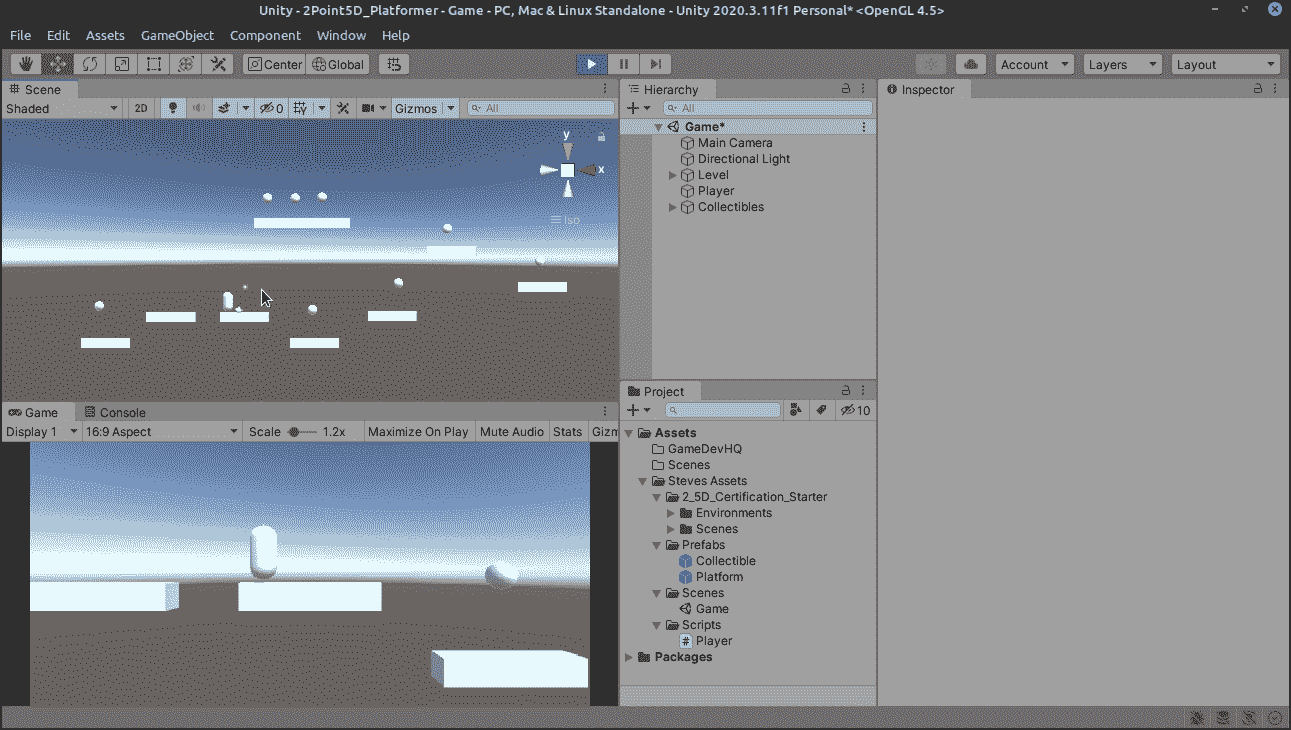 Unity - 2Point5D_Platformer - Game - PC, Mac & Linux Standalone - Unity 2020.3.11f1 Personal* <OpenGL 4.5>
File Edit Assets GameObject Component Window Help
Center Global Account Layers Layout
Scene
Shaded 2D 0 Gizmos All
y
x
Iso
Hierarchy
All
Game*
Main Camera
Directional Light
Level
Player
Collectibles
Inspector
Game Console
Display 1 16:9 Aspect Scale 1.2x Maximize On Play Mute Audio Stats Gizm
Project
10
Assets
GameDevHQ
Scenes
Steves Assets
2_5D_Certification_Starter
Environments
Scenes
Prefabs
Collectible
Platform
Scenes
Game
Scripts
# Player
Packages